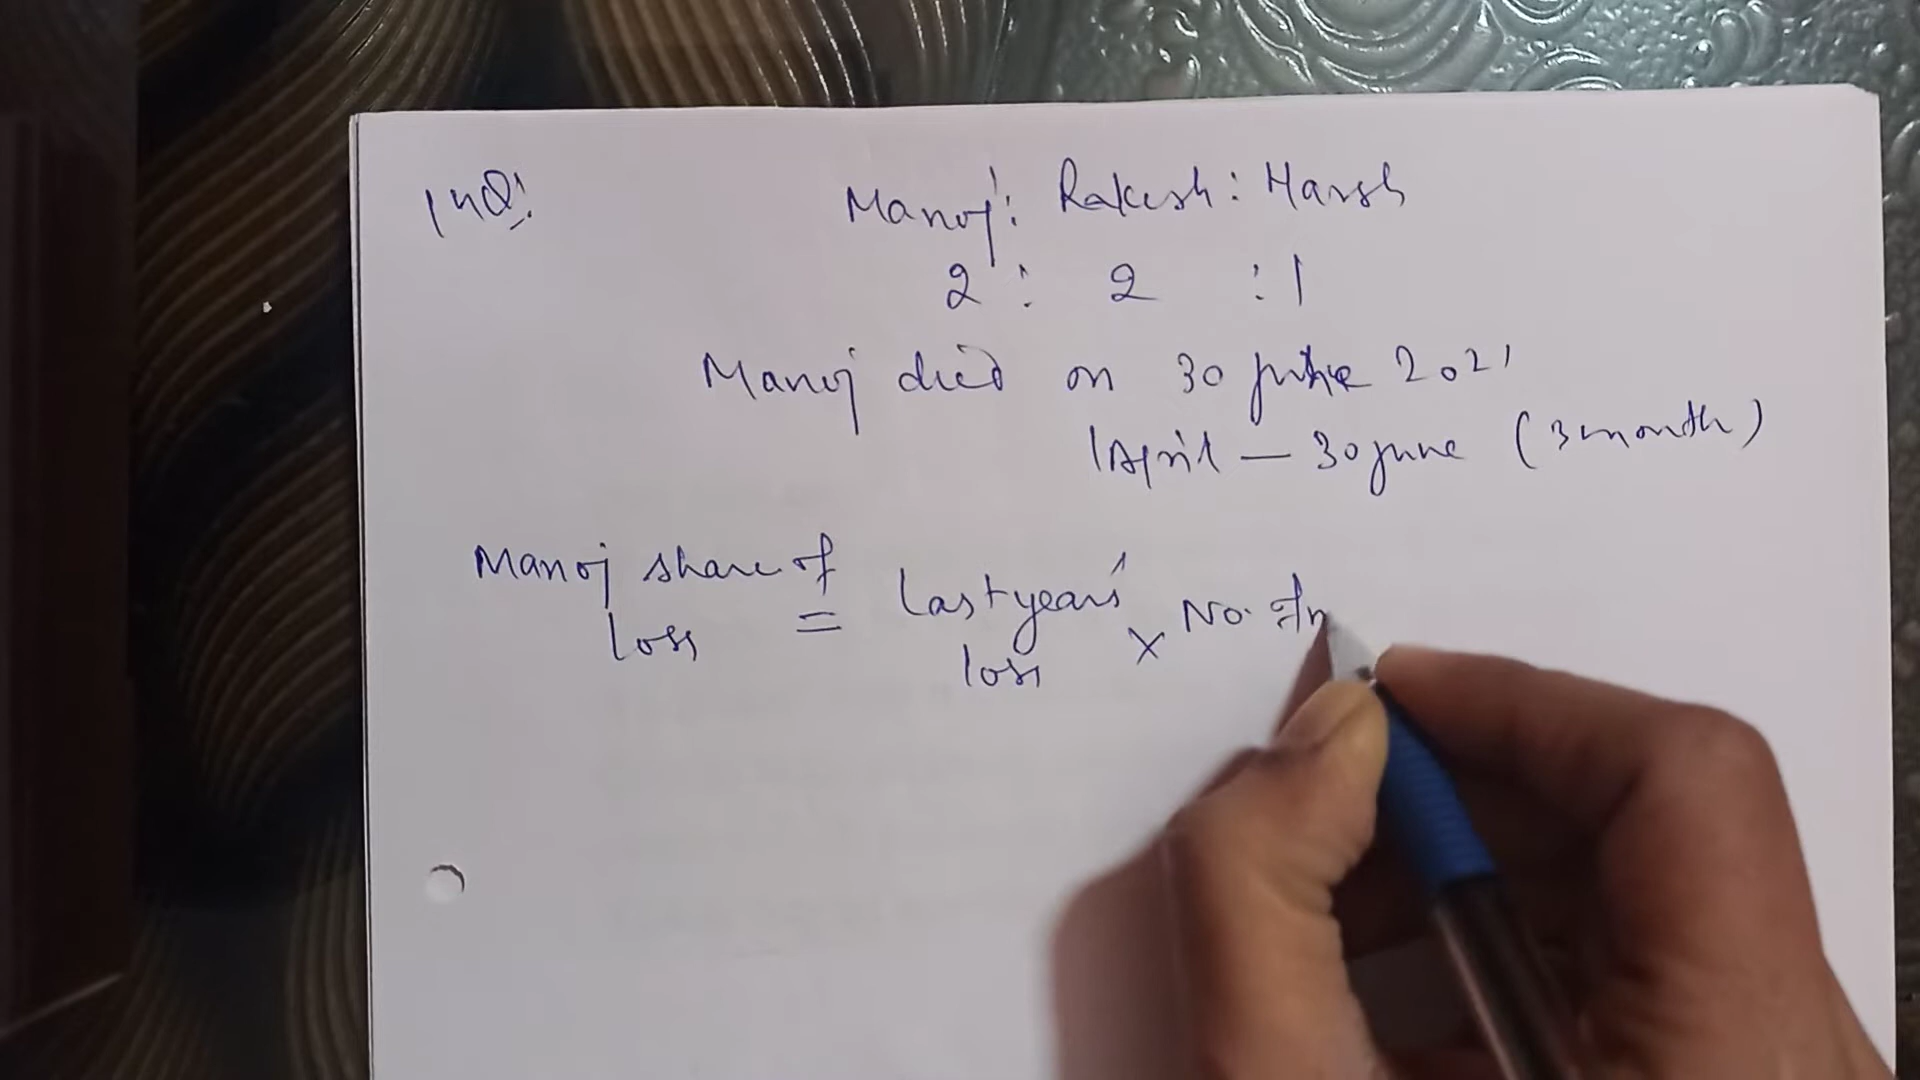 Manoj: Rakesh: Harsh
2 : 2 : 1
Manoj died on 30 June 2021
1 April — 30 June (3 month)
Manoj share of loss = Last year's loss × No. of m